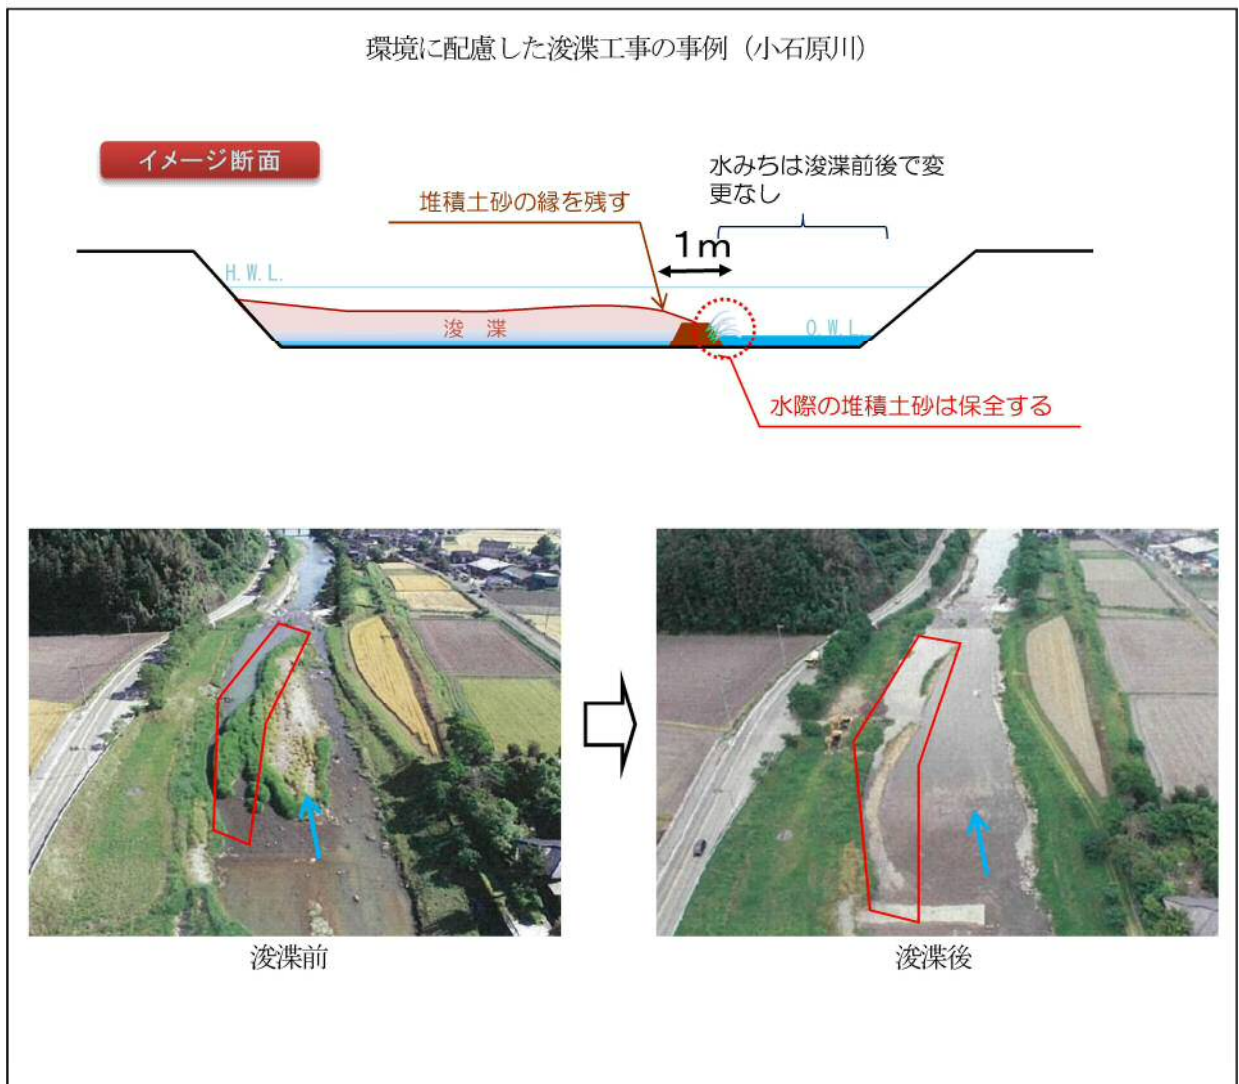 環境に配慮した浚渫工事の事例（小石原川）
イメージ断面
水みちは浚渫前後で変
更なし
堆積土砂の縁を残す
1m
H.W.L.
浚 渫
O.W.L.
水際の堆積土砂は保全する
浚渫前
浚渫後